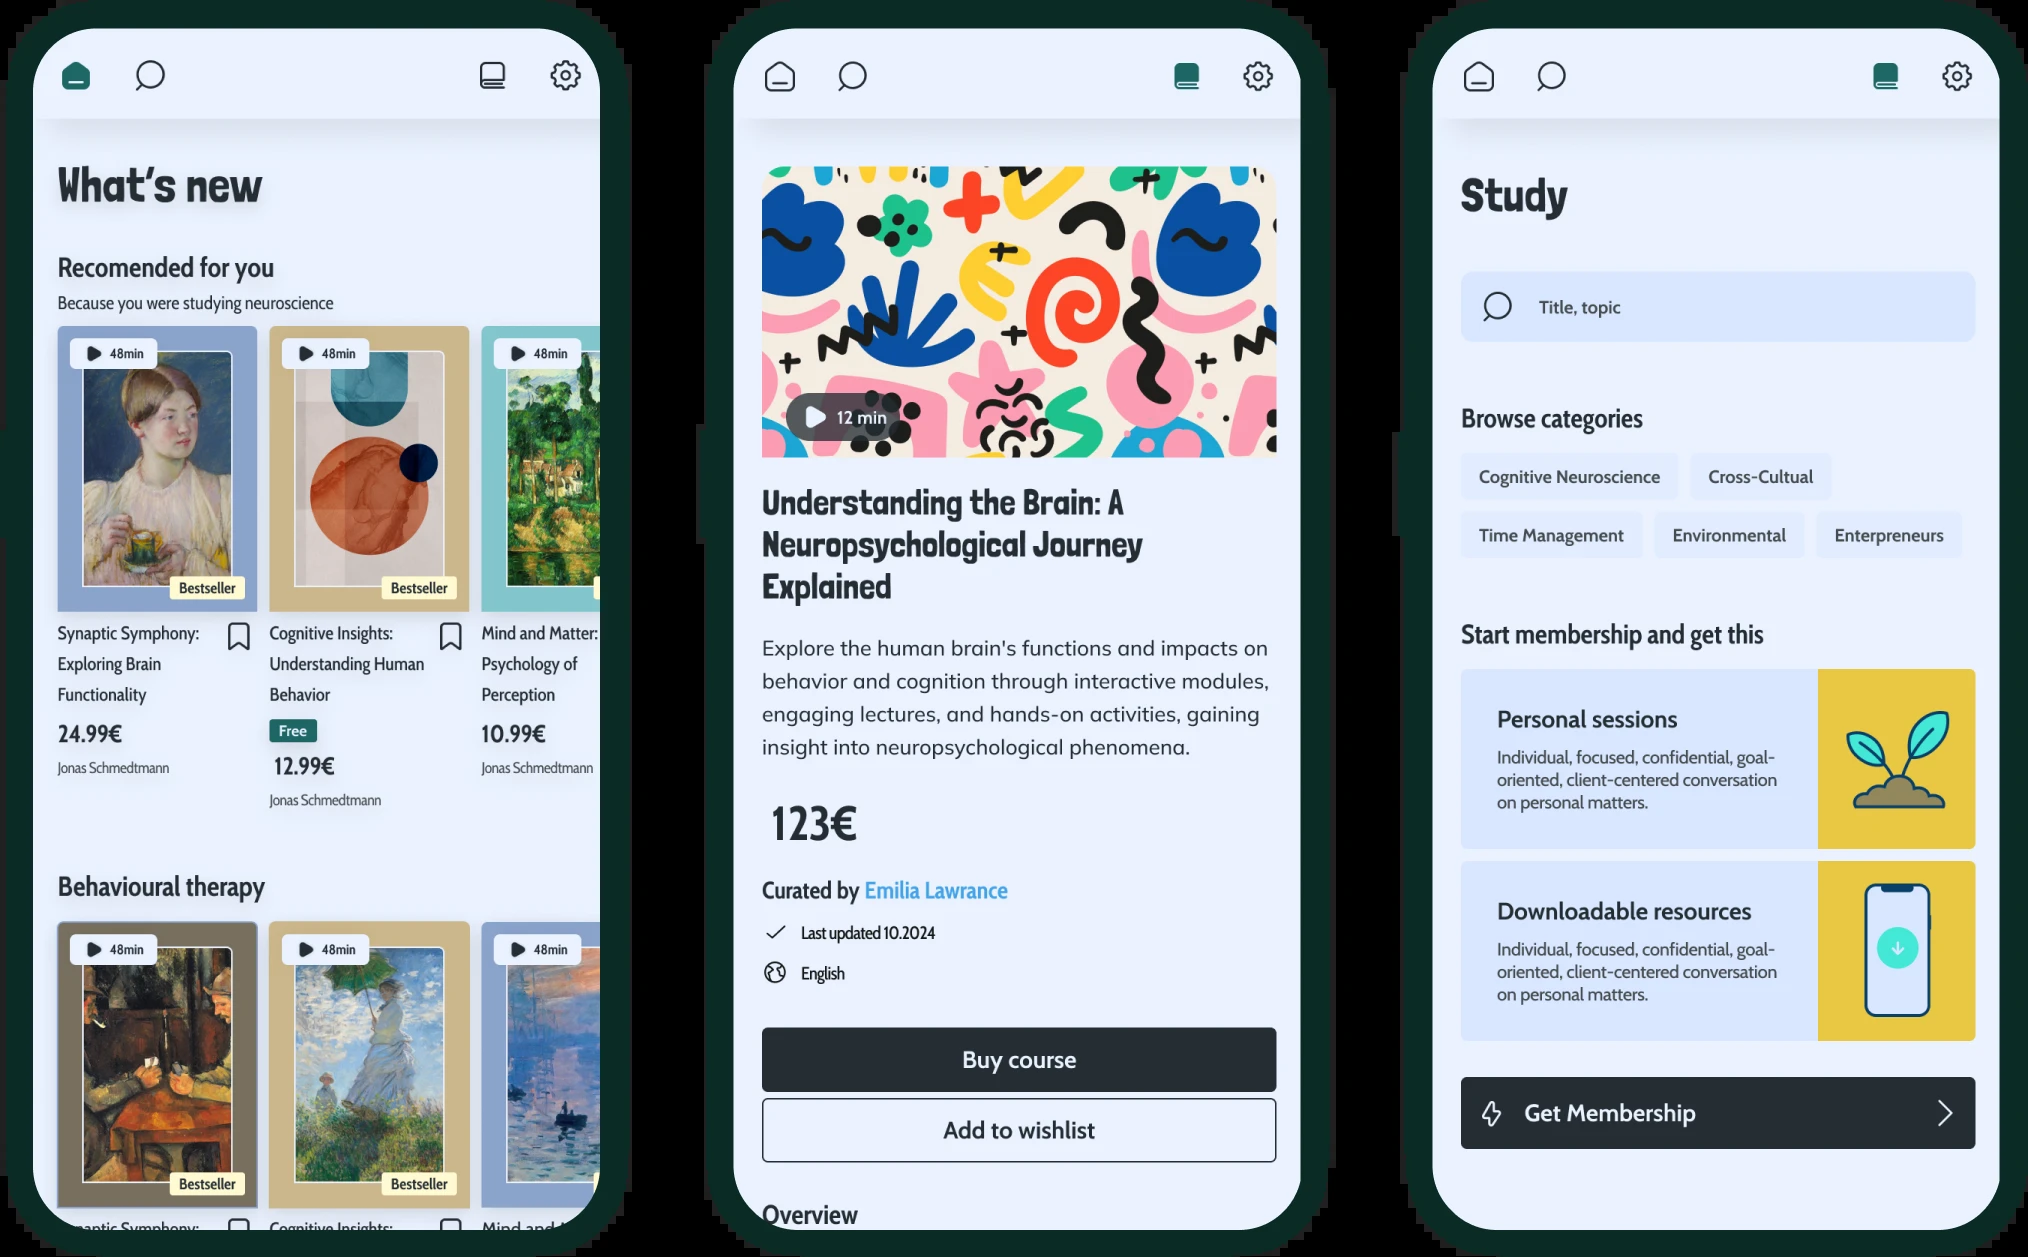 What's new
Recomended for you
Because you were studying neuroscience
48min
Bestseller
Synaptic Symphony:
Exploring Brain
Functionality
24.99€
Jonas Schmedtmann
48min
Bestseller
Cognitive Insights:
Understanding Human
Behavior
Free
12.99€
Jonas Schmedtmann
48min
Mind and Matter:
Psychology of
Perception
10.99€
Jonas Schmedtmann
Behavioural therapy
48min
Bestseller
48min
Bestseller
48min
Symphony:
Cognitive Insights:
Mind and
12 min
Understanding the Brain: A
Neuropsychological Journey
Explained
Explore the human brain's functions and impacts on
behavior and cognition through interactive modules,
engaging lectures, and hands-on activities, gaining
insight into neuropsychological phenomena.
123€
Curated by Emilia Lawrance
Last updated 10.2024
English
Buy course
Add to wishlist
Overview
Study
Title, topic
Browse categories
Cognitive Neuroscience
Cross-Cultual
Time Management
Environmental
Enterpreneurs
Start membership and get this
Personal sessions
Individual, focused, confidential, goal-
oriented, client-centered conversation
on personal matters.
Downloadable resources
Individual, focused, confidential, goal-
oriented, client-centered conversation
on personal matters.
Get Membership